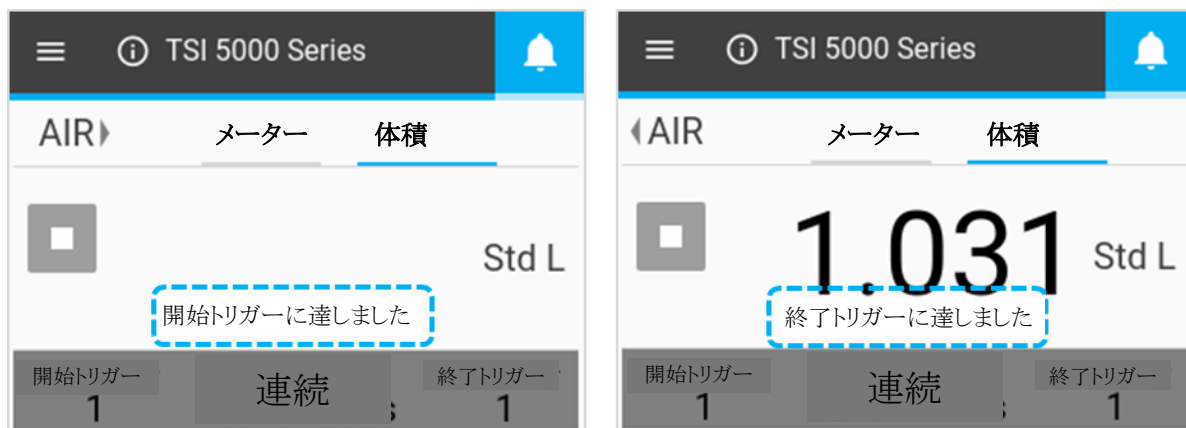 TSI 5000 Series
AIR メーター 体積
Std L
開始トリガーに達しました
開始トリガー 連続 終了トリガー
1 1
TSI 5000 Series
AIR メーター 体積
1.031 Std L
終了トリガーに達しました
開始トリガー 連続 終了トリガー
1 1